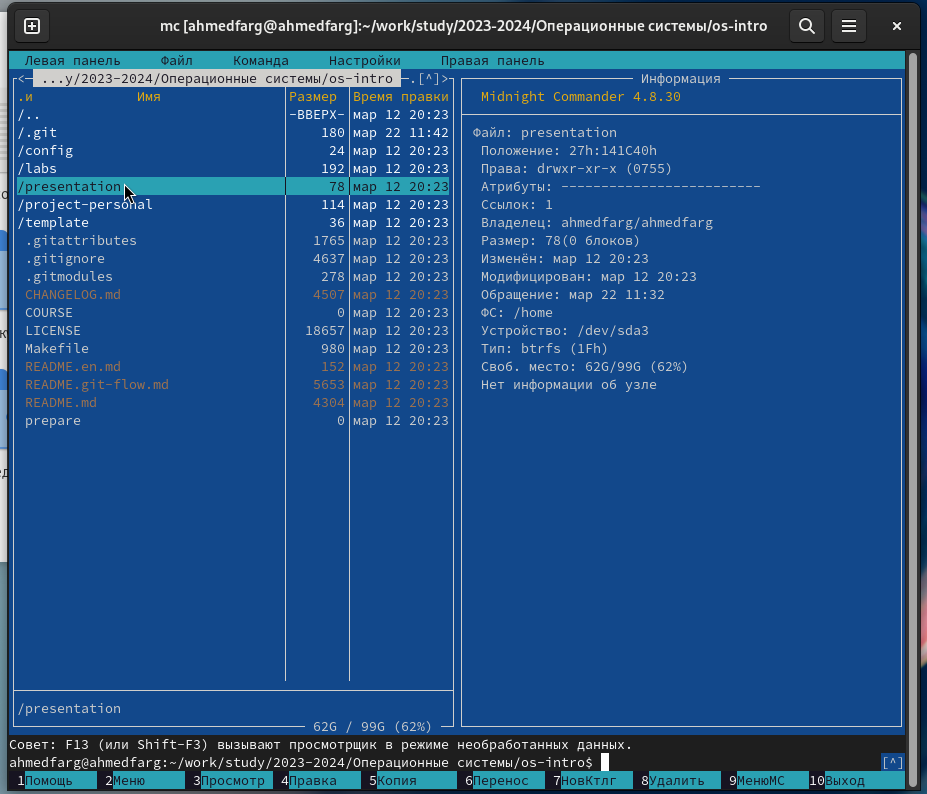 mc [ahmedfarg@ahmedfarg]:~/work/study/2023-2024/Операционные системы/os-intro
Левая панель Файл Команда Настройки Правая панель
<─ ...y/2023-2024/Операционные системы/os-intro ─.[^]>
.и Имя Размер Время правки
/.. -ВВЕРХ- мар 12 20:23
/.git 180 мар 22 11:42
/config 24 мар 12 20:23
/labs 192 мар 12 20:23
/presentation 78 мар 12 20:23
/project-personal 114 мар 12 20:23
/template 36 мар 12 20:23
.gitattributes 1765 мар 12 20:23
.gitignore 4637 мар 12 20:23
.gitmodules 278 мар 12 20:23
CHANGELOG.md 4507 мар 12 20:23
COURSE 0 мар 12 20:23
LICENSE 18657 мар 12 20:23
Makefile 980 мар 12 20:23
README.en.md 152 мар 12 20:23
README.git-flow.md 5653 мар 12 20:23
README.md 4304 мар 12 20:23
prepare 0 мар 12 20:23
/presentation
62G / 99G (62%)
Информация
Midnight Commander 4.8.30
Файл: presentation
Положение: 27h:141C40h
Права: drwxr-xr-x (0755)
Атрибуты: -------------------------
Ссылок: 1
Владелец: ahmedfarg/ahmedfarg
Размер: 78(0 блоков)
Изменён: мар 12 20:23
Модифицирован: мар 12 20:23
Обращение: мар 22 11:32
ФС: /home
Устройство: /dev/sda3
Тип: btrfs (1Fh)
Своб. место: 62G/99G (62%)
Нет информации об узле
Совет: F13 (или Shift-F3) вызывают просмотрщик в режиме необработанных данных.
ahmedfarg@ahmedfarg:~/work/study/2023-2024/Операционные системы/os-intro$ [^]
1Помощь 2Меню 3Просмотр 4Правка 5Копия 6Перенос 7НовКтлг 8Удалить 9МенюMC 10Выход